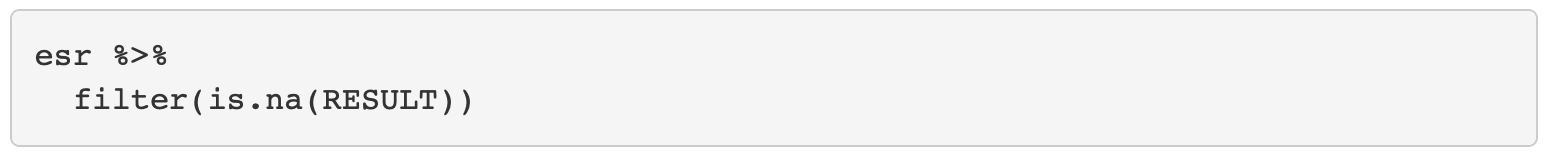 esr %>%
  filter(is.na(RESULT))